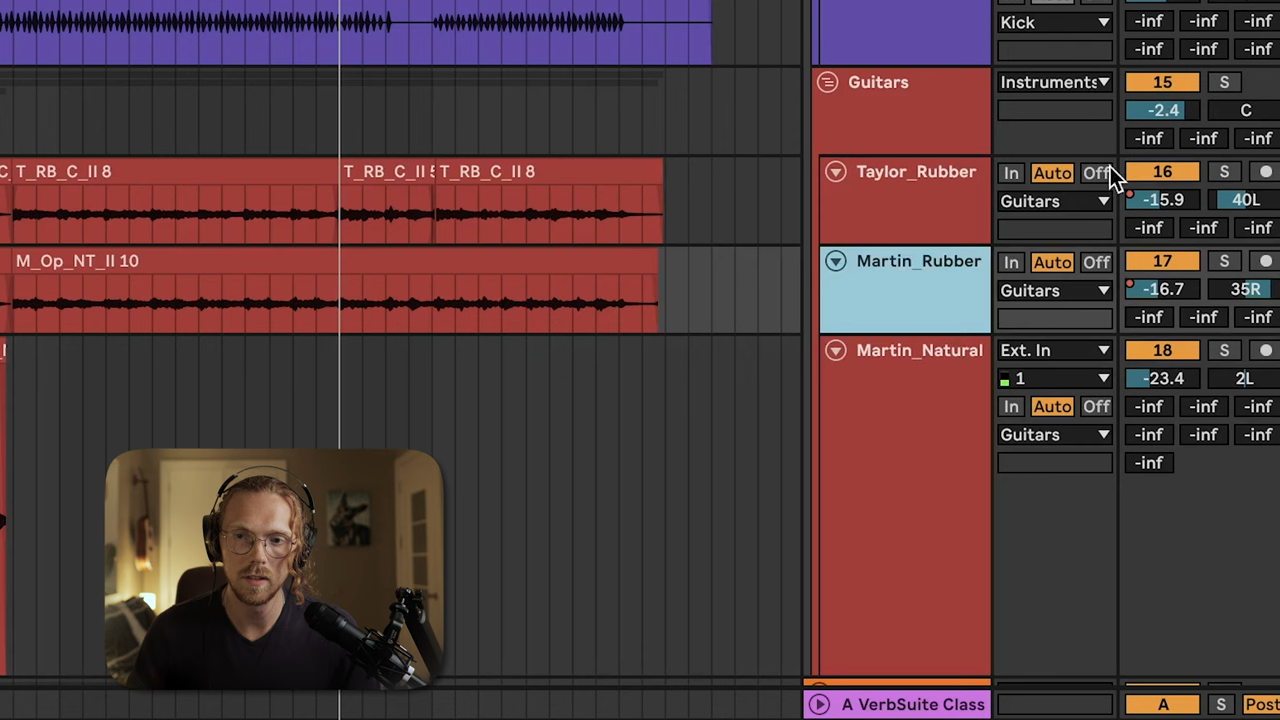 Kick
-inf -inf -inf
-inf -inf -inf
Guitars Instruments 15 S
-2.4 C
-inf -inf -inf
T_RB_C_II 8 T_RB_C_II T_RB_C_II 8 Taylor_Rubber In Auto Off 16 S
Guitars -15.9 40L
-inf -inf -inf
M_Op_NT_II 10 Martin_Rubber In Auto Off 17 S
Guitars -16.7 35R
-inf -inf -inf
Martin_Natural Ext. In 18 S
1 -23.4 2L
In Auto Off -inf -inf -inf
Guitars -inf -inf -inf
-inf
A VerbSuite Class A S Post